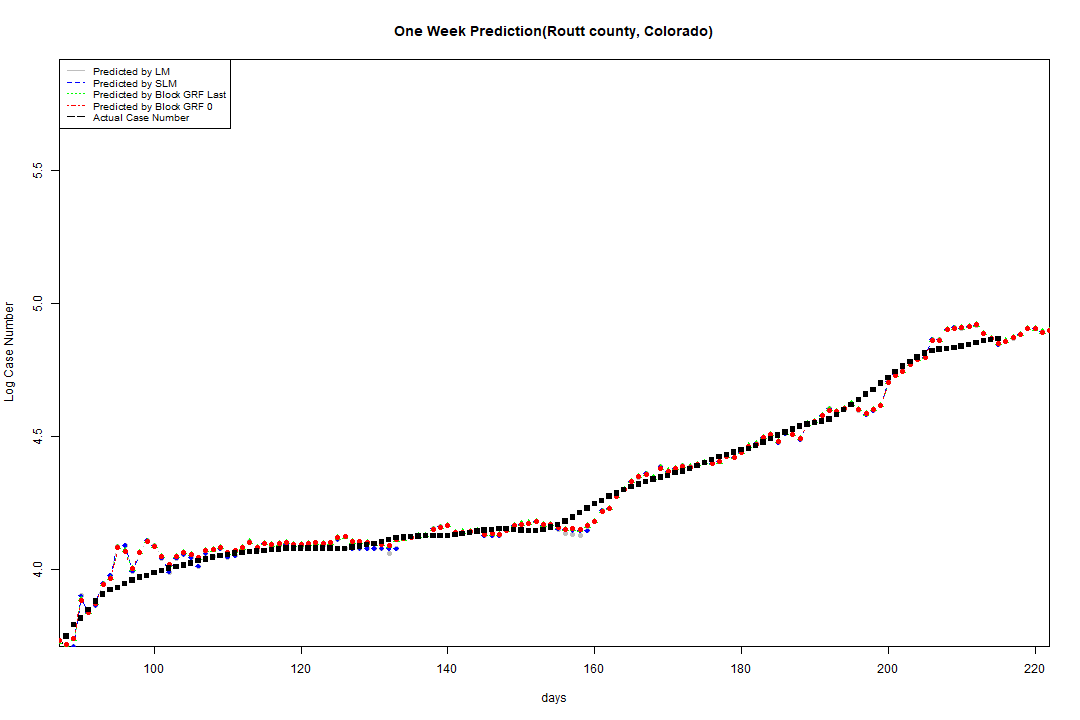 One Week Prediction(Routt county, Colorado)
Predicted by LM
Predicted by SLM
Predicted by Block GRF Last
Predicted by Block GRF 0
Actual Case Number
5.5
5.0
4.5
4.0
Log Case Number
100 120 140 160 180 200 220
days